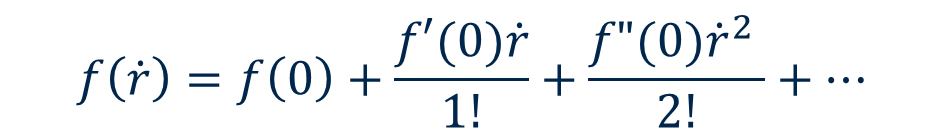 f(ṙ) = f(0) + f′(0)ṙ/1! + f"(0)ṙ²/2! + ⋯